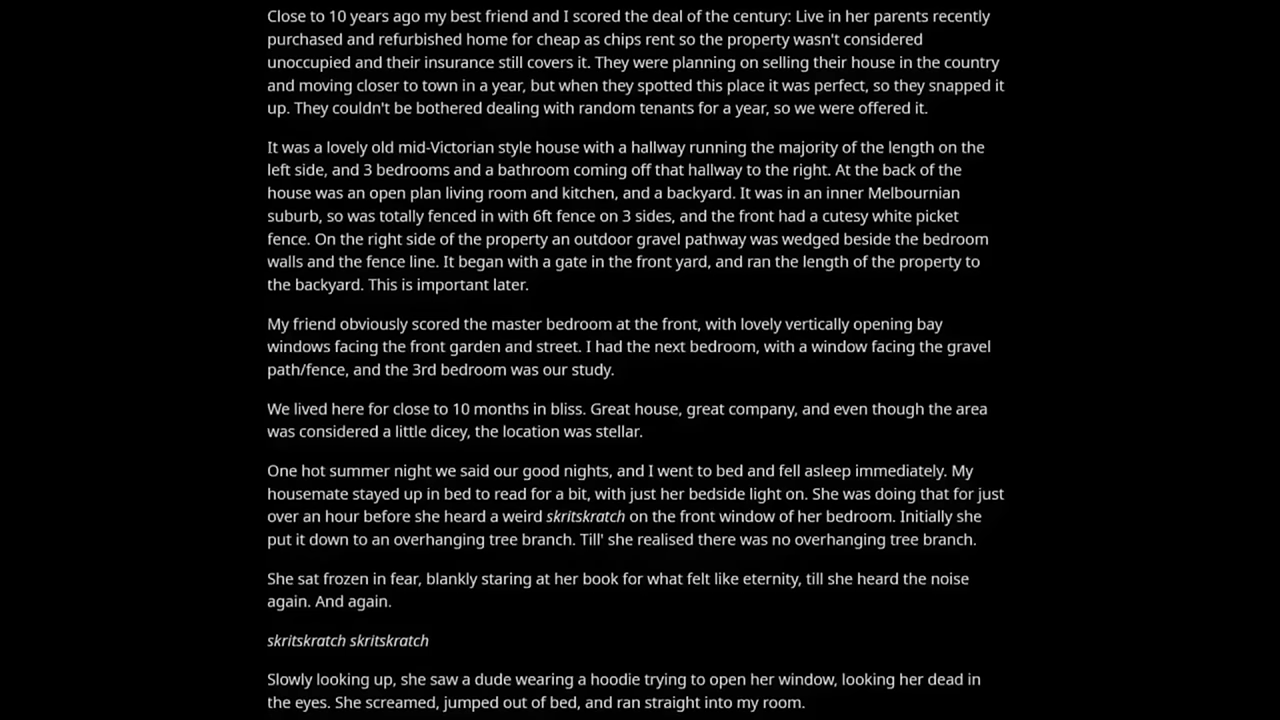 Close to 10 years ago my best friend and I scored the deal of the century: Live in her parents recently
purchased and refurbished home for cheap as chips rent so the property wasn't considered
unoccupied and their insurance still covers it. They were planning on selling their house in the country
and moving closer to town in a year, but when they spotted this place it was perfect, so they snapped it
up. They couldn't be bothered dealing with random tenants for a year, so we were offered it.
It was a lovely old mid-Victorian style house with a hallway running the majority of the length on the
left side, and 3 bedrooms and a bathroom coming off that hallway to the right. At the back of the
house was an open plan living room and kitchen, and a backyard. It was in an inner Melbournian
suburb, so was totally fenced in with 6ft fence on 3 sides, and the front had a cutesy white picket
fence. On the right side of the property an outdoor gravel pathway was wedged beside the bedroom
walls and the fence line. It began with a gate in the front yard, and ran the length of the property to
the backyard. This is important later.
My friend obviously scored the master bedroom at the front, with lovely vertically opening bay
windows facing the front garden and street. I had the next bedroom, with a window facing the gravel
path/fence, and the 3rd bedroom was our study.
We lived here for close to 10 months in bliss. Great house, great company, and even though the area
was considered a little dicey, the location was stellar.
One hot summer night we said our good nights, and I went to bed and fell asleep immediately. My
housemate stayed up in bed to read for a bit, with just her bedside light on. She was doing that for just
over an hour before she heard a weird skritskratch on the front window of her bedroom. Initially she
put it down to an overhanging tree branch. Till' she realised there was no overhanging tree branch.
She sat frozen in fear, blankly staring at her book for what felt like eternity, till she heard the noise
again. And again.
skritskratch skritskratch
Slowly looking up, she saw a dude wearing a hoodie trying to open her window, looking her dead in
the eyes. She screamed, jumped out of bed, and ran straight into my room.